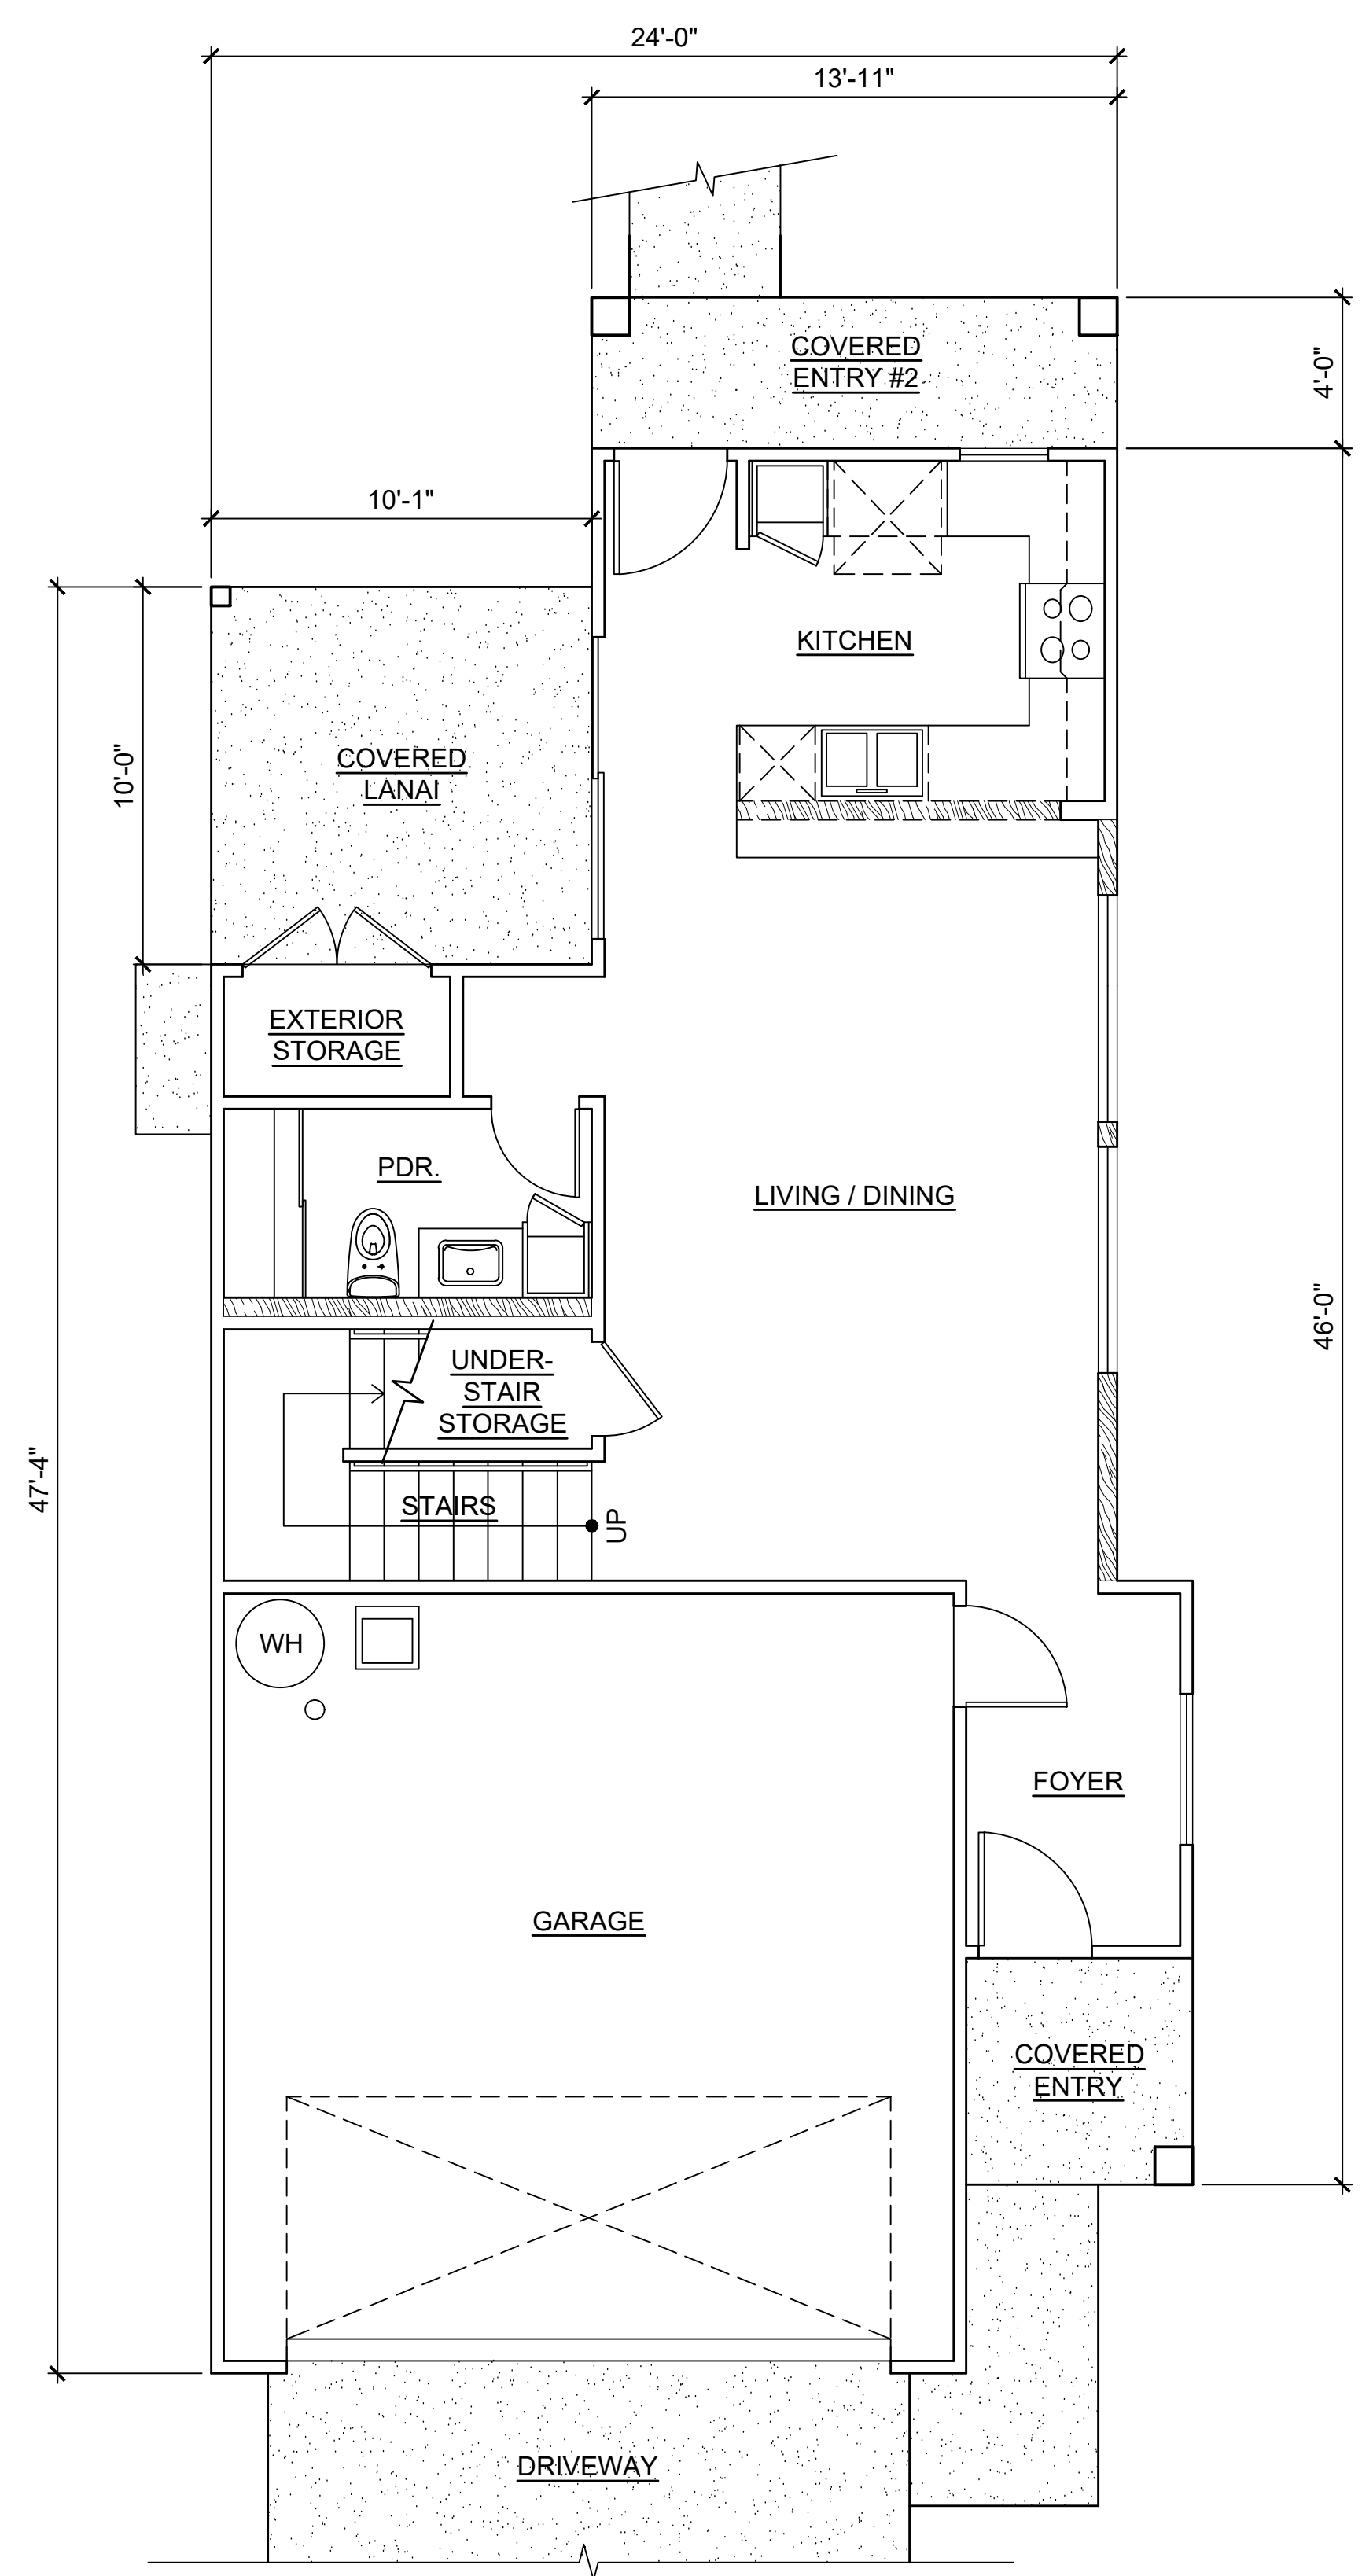 24'-0"
13'-11"
COVERED
ENTRY #2
4'-0"
10'-1"
KITCHEN
COVERED
LANAI
10'-0"
EXTERIOR
STORAGE
PDR.
LIVING / DINING
46'-0"
UNDER-
STAIR
STORAGE
47'-4"
STAIRS
UP
WH
FOYER
GARAGE
COVERED
ENTRY
DRIVEWAY